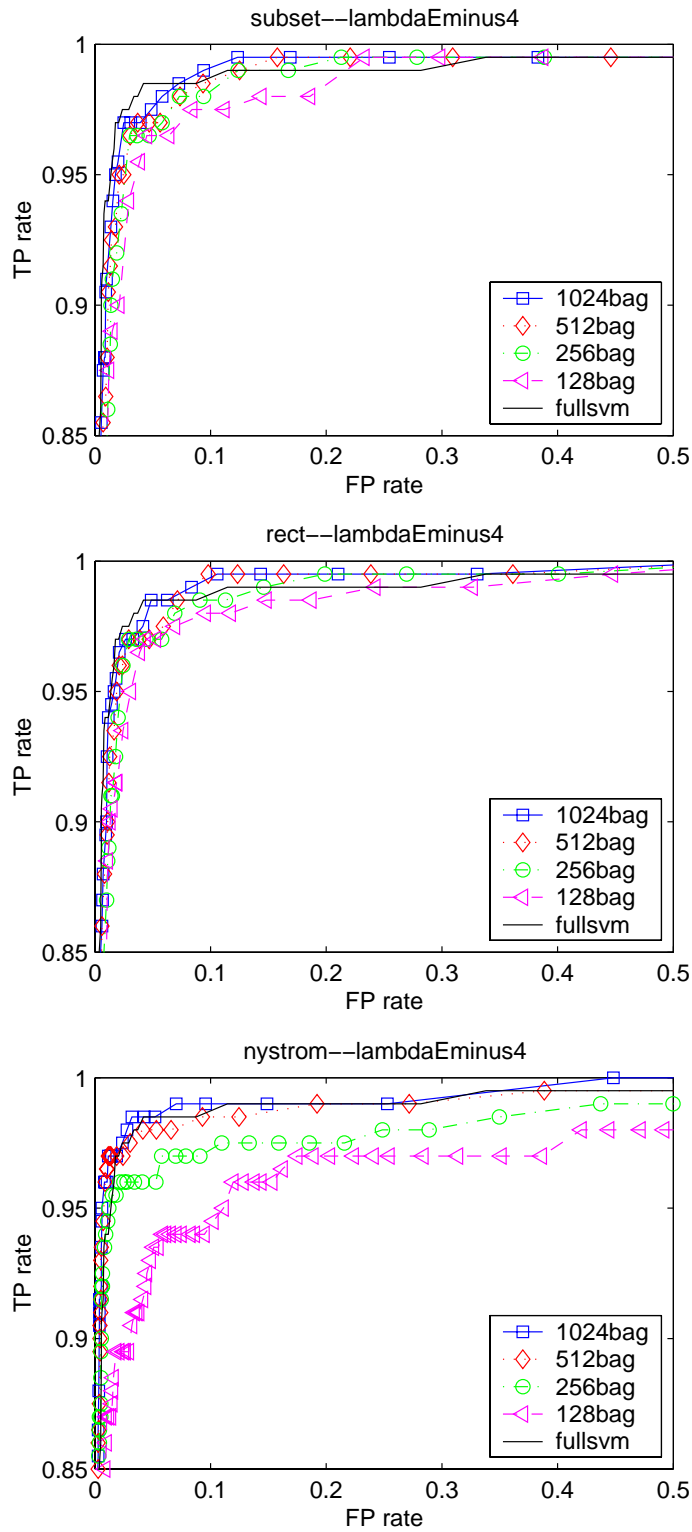 subset−−lambdaEminus4
1
0.95
0.9
0.85
TP rate
1024bag
512bag
256bag
128bag
fullsvm
0 0.1 0.2 0.3 0.4 0.5
FP rate
rect−−lambdaEminus4
1
0.95
0.9
0.85
TP rate
1024bag
512bag
256bag
128bag
fullsvm
0 0.1 0.2 0.3 0.4 0.5
FP rate
nystrom−−lambdaEminus4
1
0.95
0.9
0.85
TP rate
1024bag
512bag
256bag
128bag
fullsvm
0 0.1 0.2 0.3 0.4 0.5
FP rate